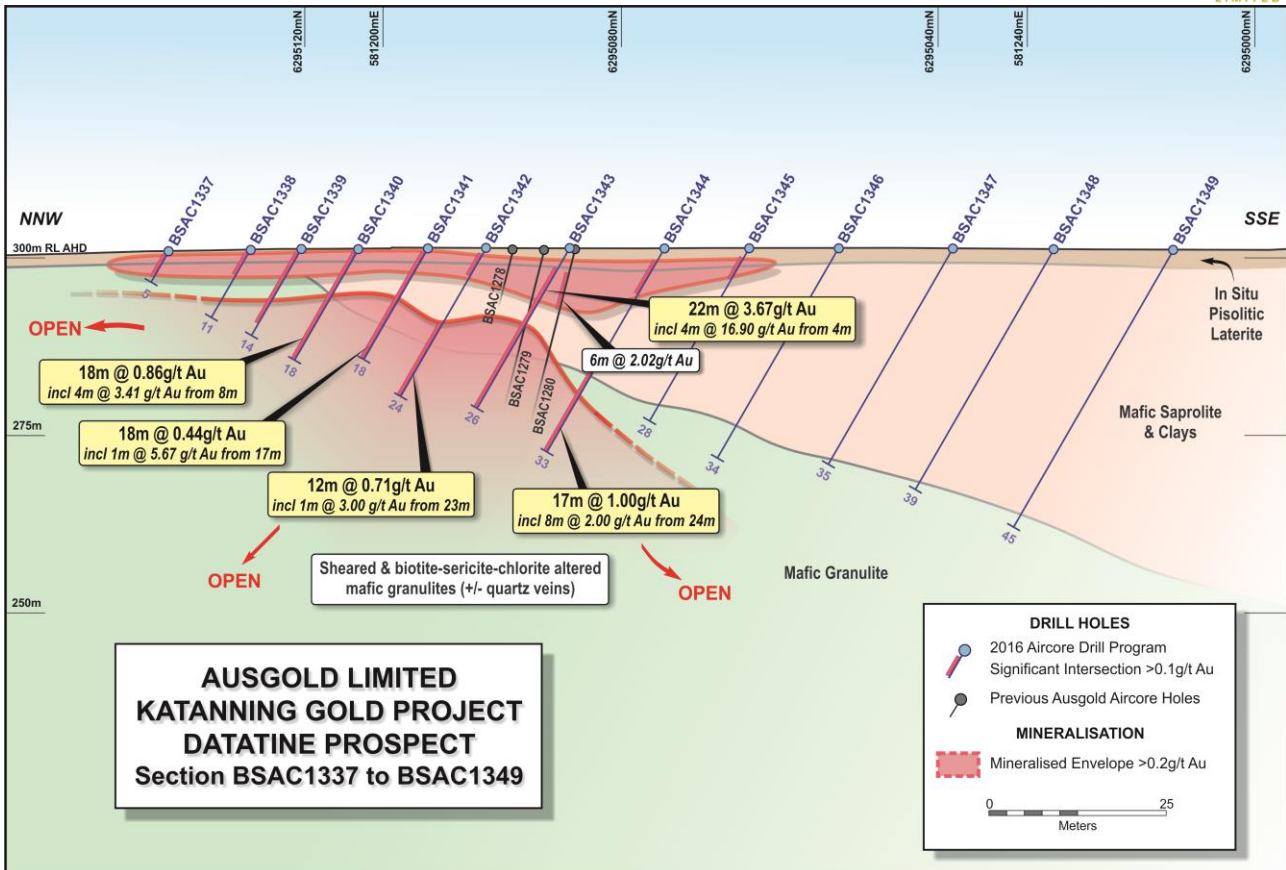 6295120mN
581200mE
6295080mN
6295040mN
581240mE
6295000mN
NNW
SSE
BSAC1337
BSAC1338
BSAC1339
BSAC1340
BSAC1341
BSAC1342
BSAC1343
BSAC1344
BSAC1345
BSAC1346
BSAC1347
BSAC1348
BSAC1349
300m RL AHD
BSAC1278
BSAC1279
BSAC1280
5
11
14
18
18
24
26
33
28
34
35
39
45
OPEN
22m @ 3.67g/t Au
incl 4m @ 16.90 g/t Au from 4m
6m @ 2.02g/t Au
In Situ
Pisolitic
Laterite
18m @ 0.86g/t Au
incl 4m @ 3.41 g/t Au from 8m
Mafic Saprolite
& Clays
18m @ 0.44g/t Au
incl 1m @ 5.67 g/t Au from 17m
275m
12m @ 0.71g/t Au
incl 1m @ 3.00 g/t Au from 23m
17m @ 1.00g/t Au
incl 8m @ 2.00 g/t Au from 24m
OPEN
Sheared & biotite-sericite-chlorite altered
mafic granulites (+/- quartz veins)
OPEN
Mafic Granulite
250m
AUSGOLD LIMITED
KATANNING GOLD PROJECT
DATATINE PROSPECT
Section BSAC1337 to BSAC1349
DRILL HOLES
2016 Aircore Drill Program
Significant Intersection >0.1g/t Au
Previous Ausgold Aircore Holes
MINERALISATION
Mineralised Envelope >0.2g/t Au
0 25
Meters